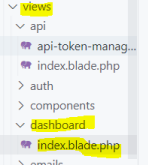 views
api
api-token-manag...
index.blade.php
auth
components
dashboard
index.blade.php
emails